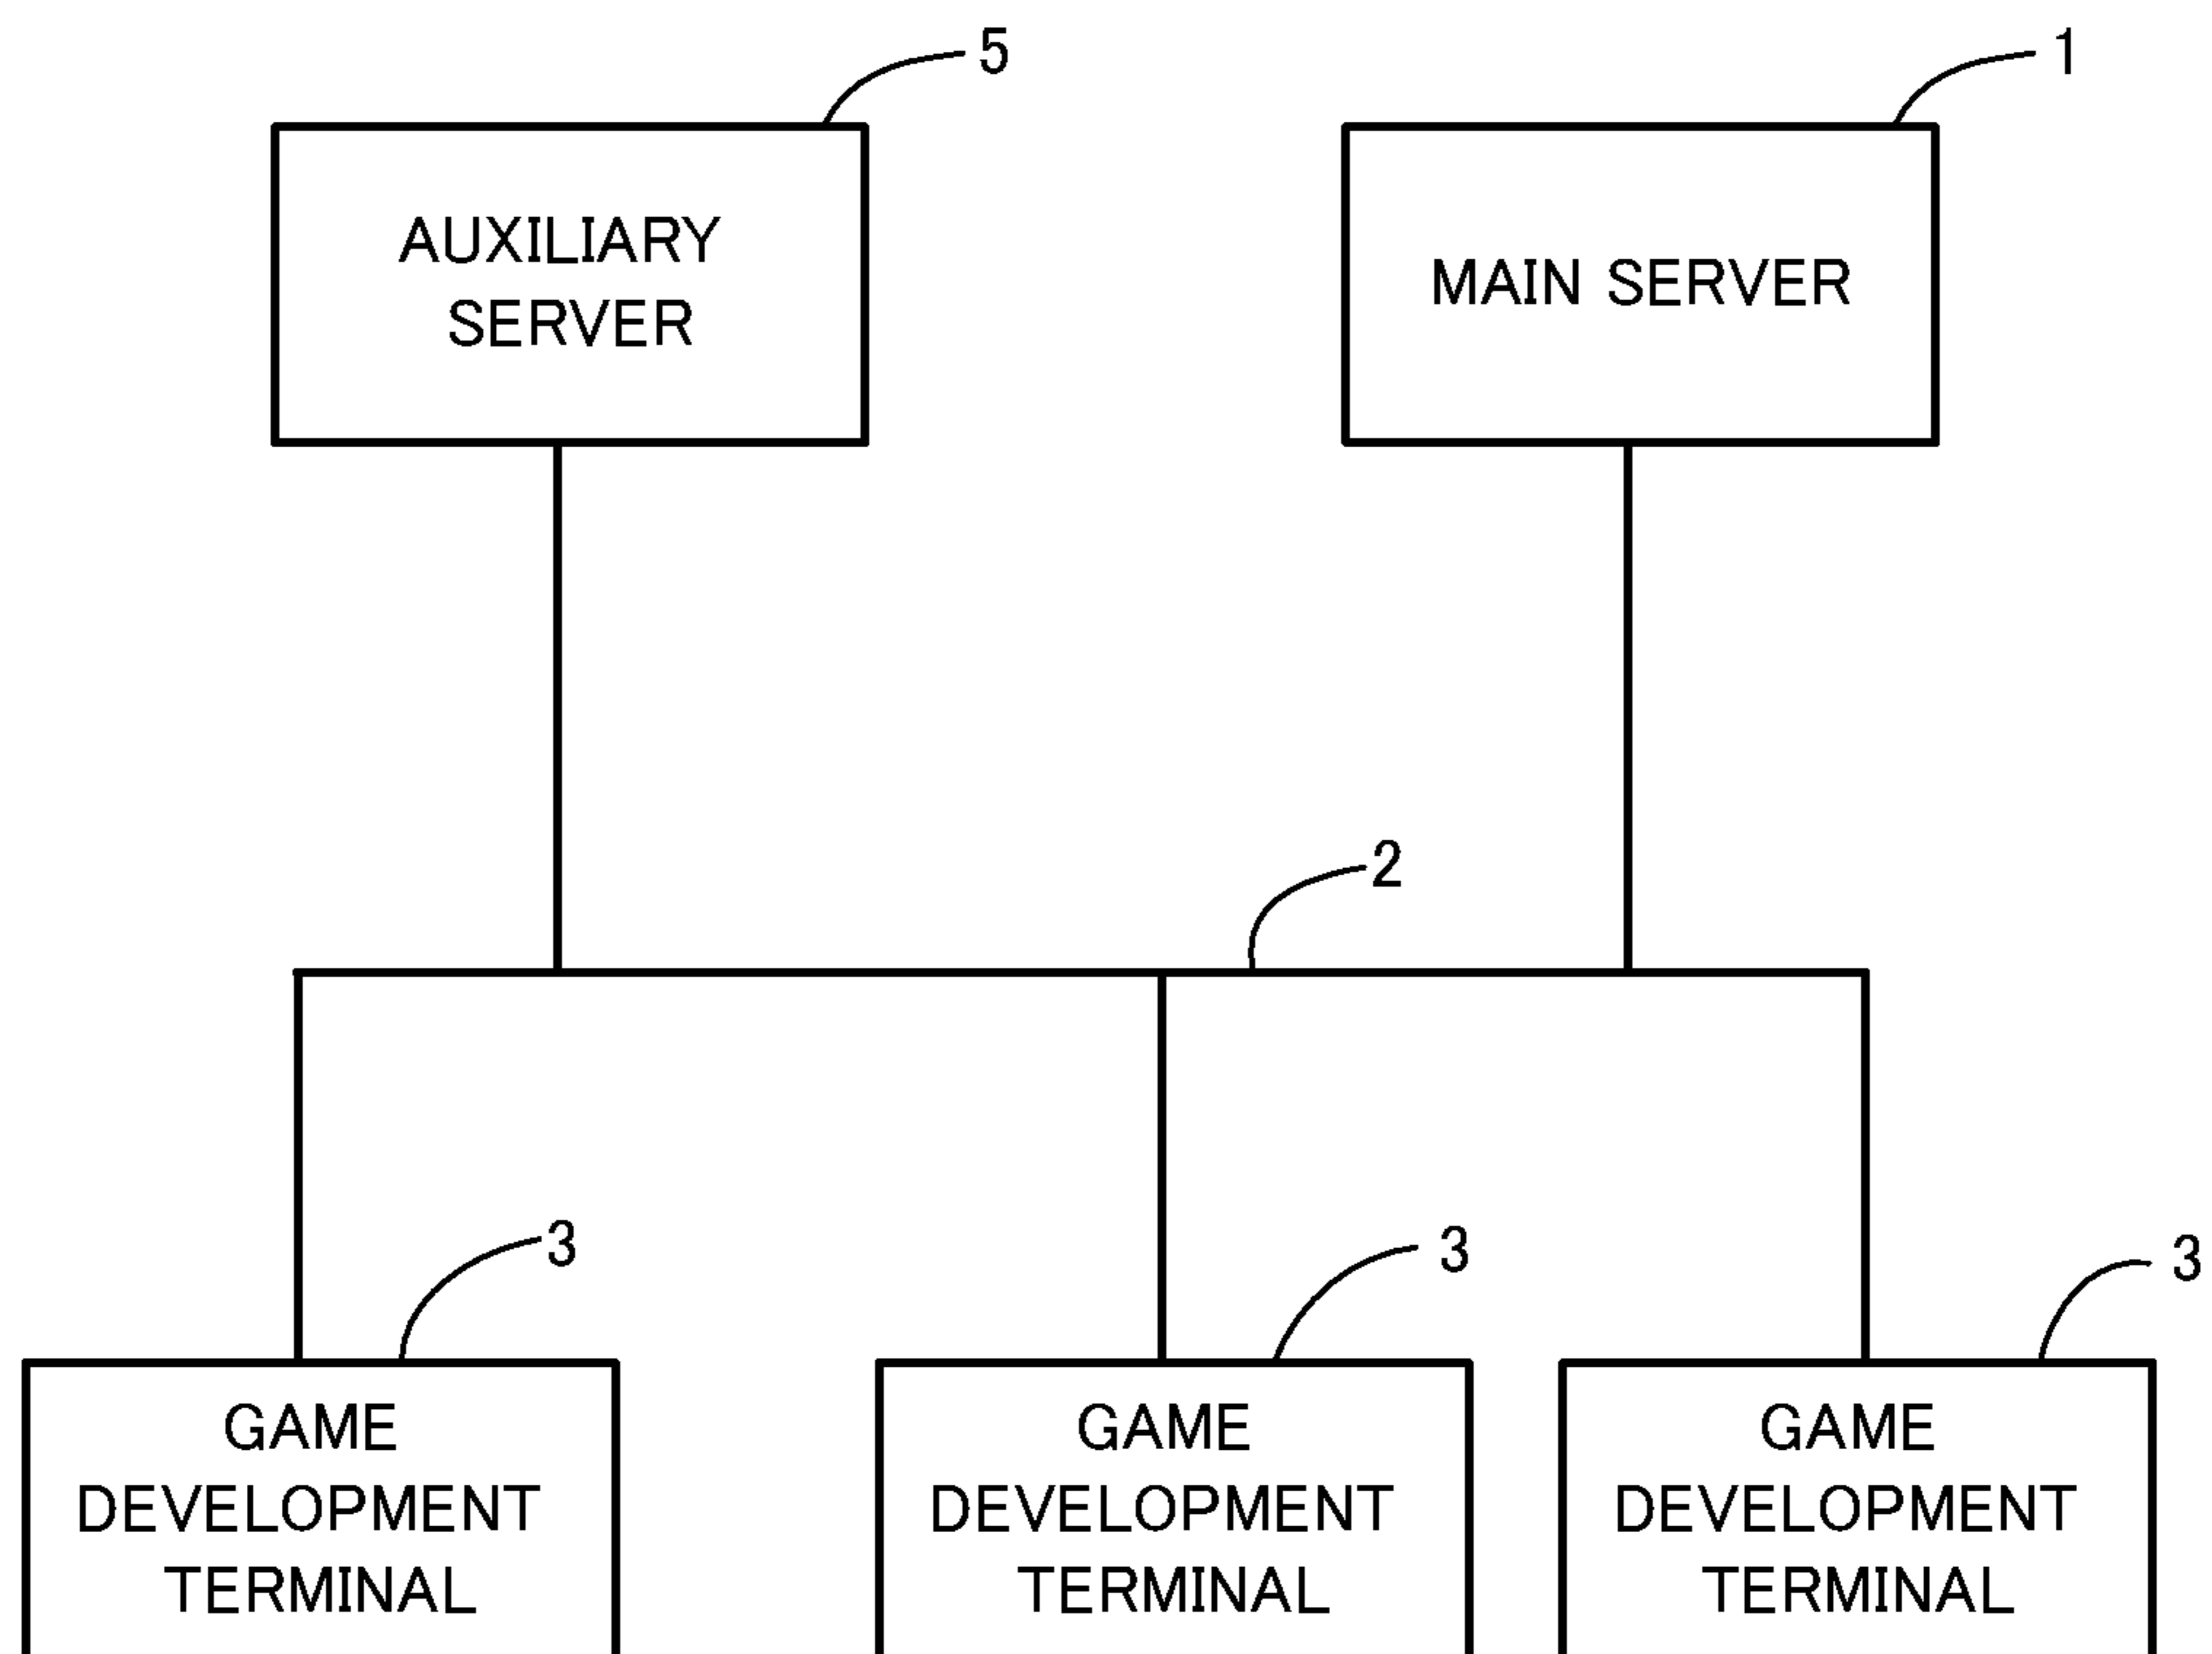 5
1
AUXILIARY
SERVER
MAIN SERVER
2
3
3
3
GAME
DEVELOPMENT
TERMINAL
GAME
DEVELOPMENT
TERMINAL
GAME
DEVELOPMENT
TERMINAL